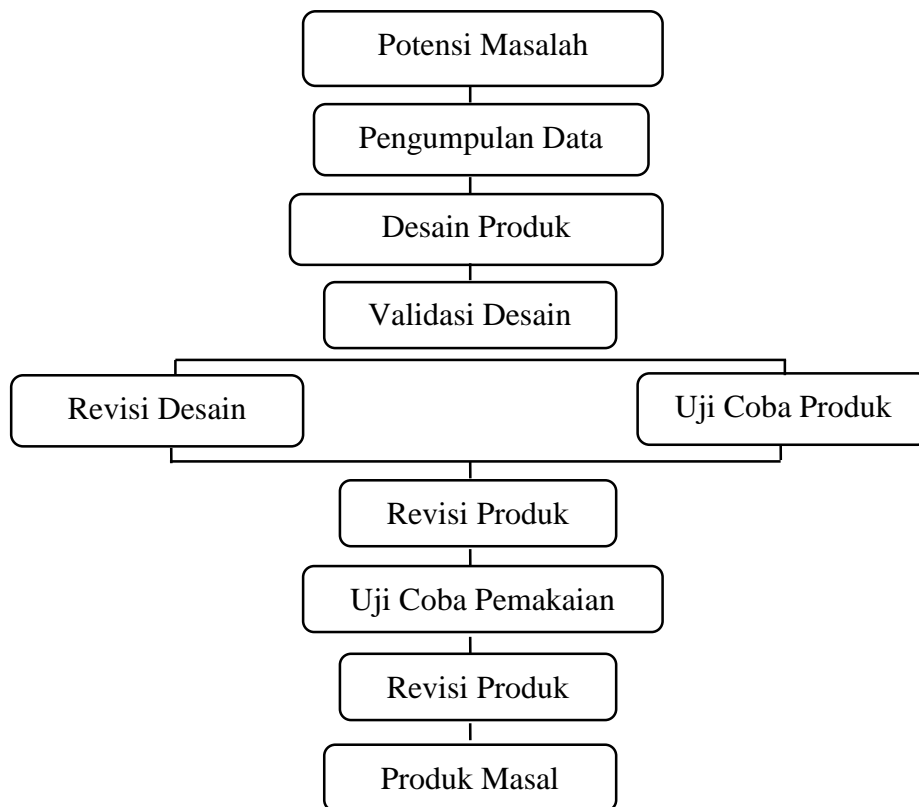 Potensi Masalah
Pengumpulan Data
Desain Produk
Validasi Desain
Revisi Desain
Uji Coba Produk
Revisi Produk
Uji Coba Pemakaian
Revisi Produk
Produk Masal